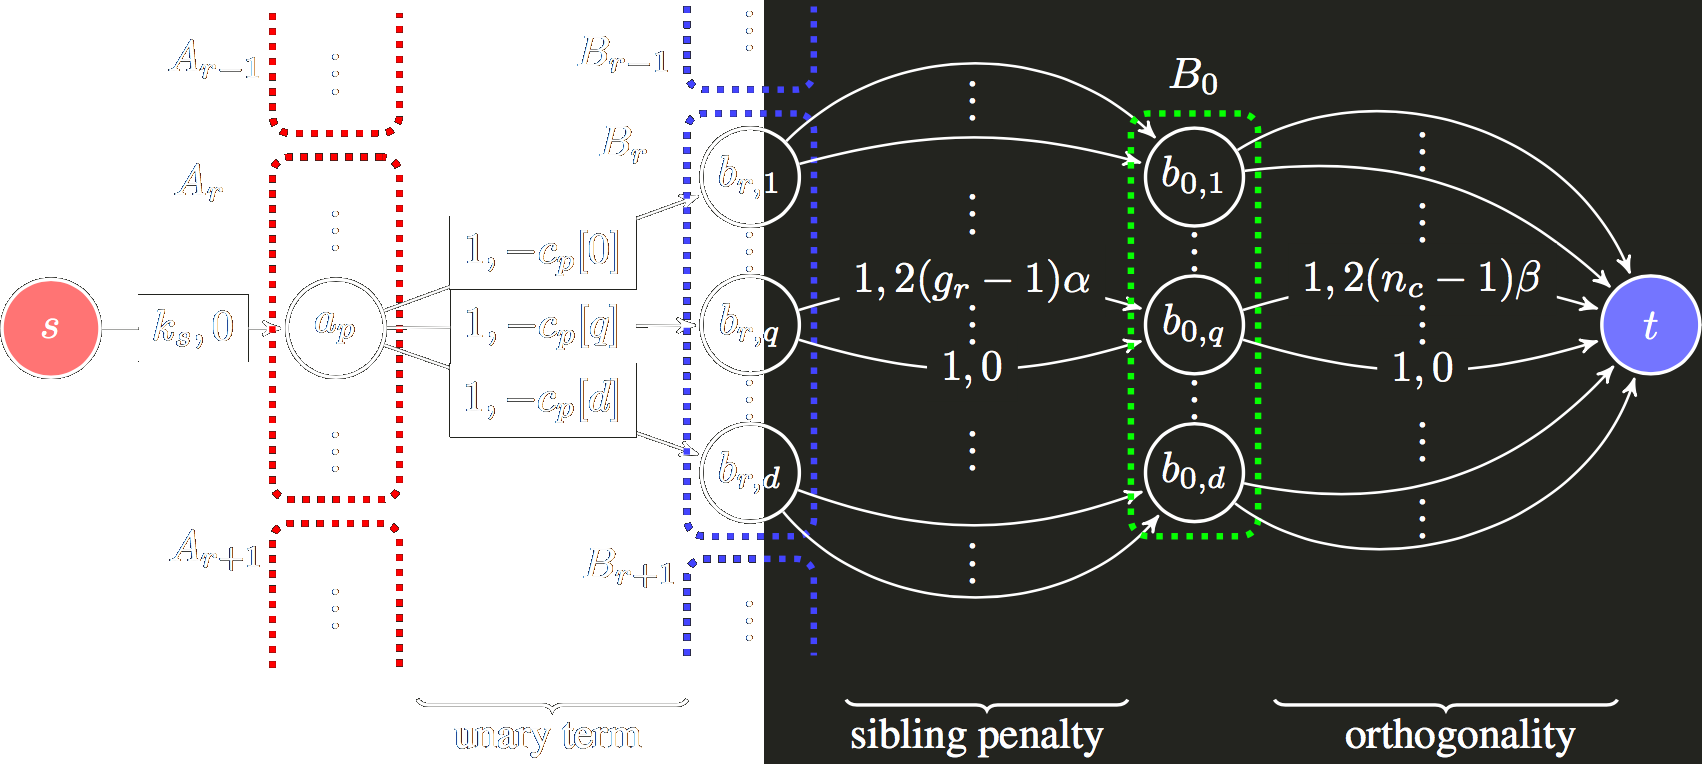 A_{r-1}
B_{r-1}
B_0
A_r
B_r
b_{r,1}
b_{0,1}
1, -c_p[0]
1, 2(g_r - 1)α
1, 2(n_c - 1)β
s
k_s, 0
a_p
1, -c_p[q]
b_{r,q}
b_{0,q}
t
1, 0
1, 0
1, -c_p[d]
b_{r,d}
b_{0,d}
A_{r+1}
B_{r+1}
unary term
sibling penalty
orthogonality